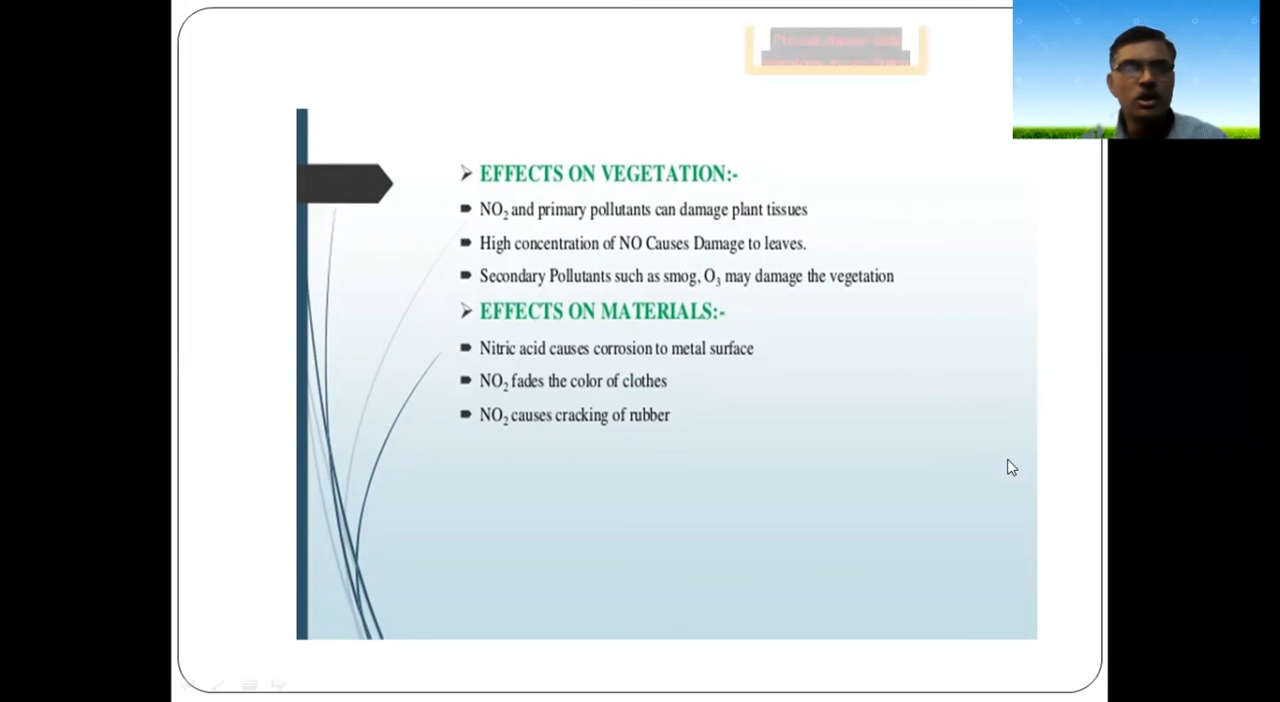 EFFECTS ON VEGETATION:-
NO₂ and primary pollutants can damage plant tissues
High concentration of NO Causes Damage to leaves.
Secondary Pollutants such as smog, O₃ may damage the vegetation
EFFECTS ON MATERIALS:-
Nitric acid causes corrosion to metal surface
NO₂ fades the color of clothes
NO₂ causes cracking of rubber